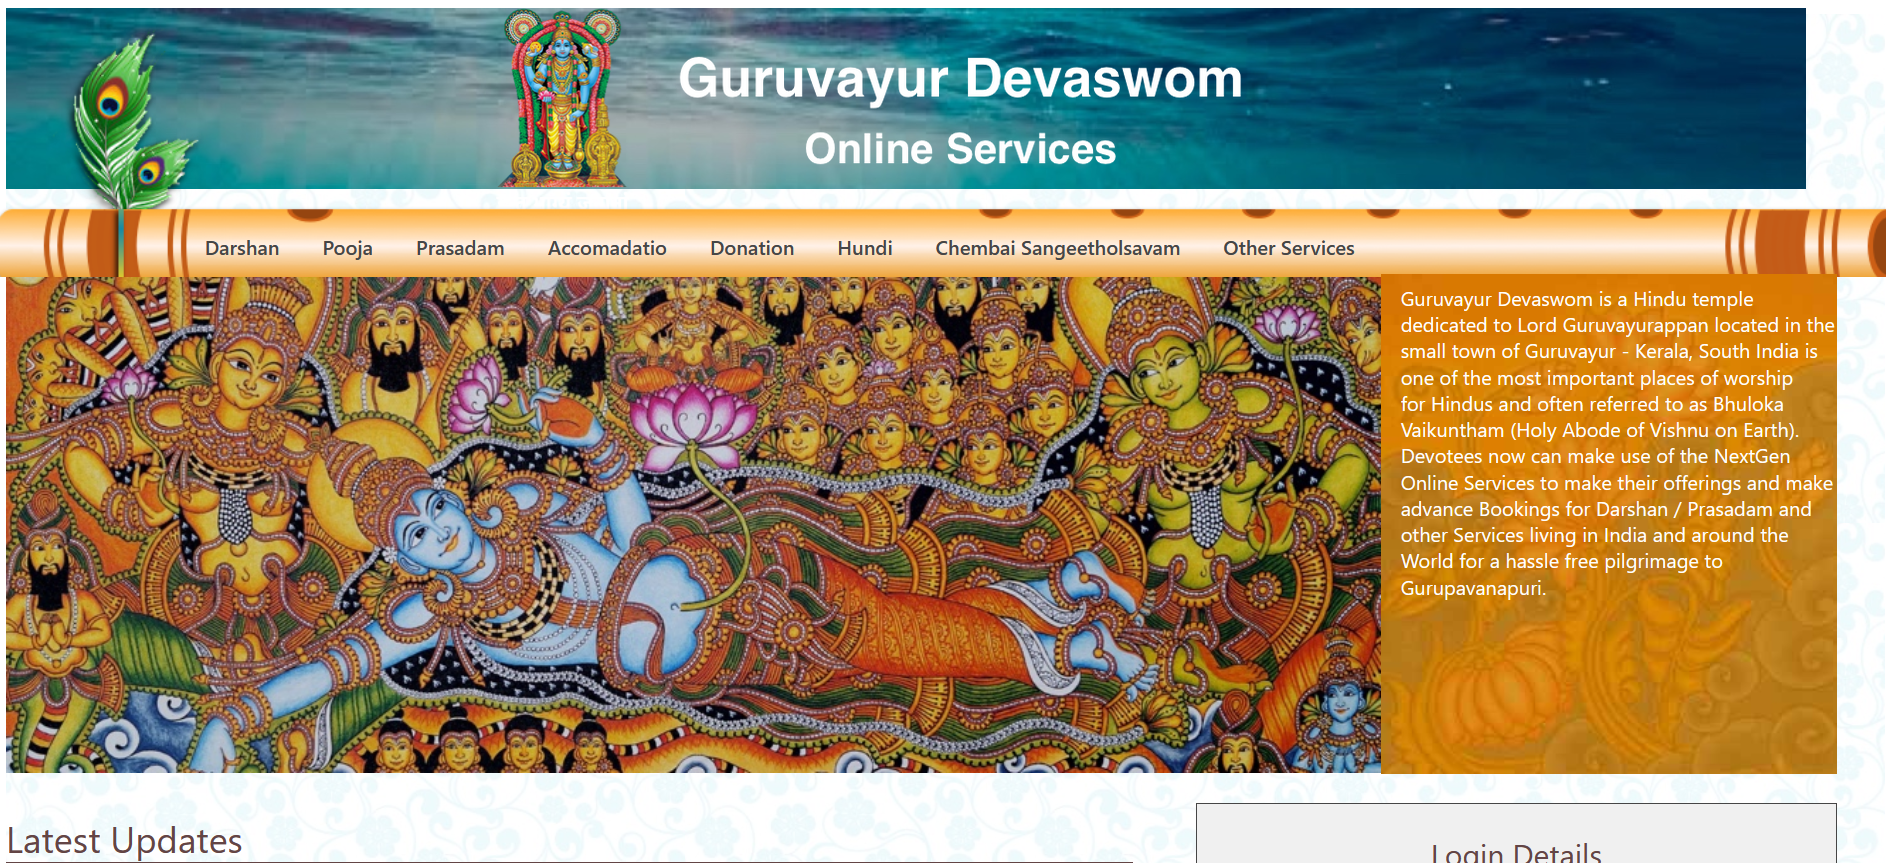 Guruvayur Devaswom
Online Services
Darshan Pooja Prasadam Accomadatio Donation Hundi Chembai Sangeetholsavam Other Services
Guruvayur Devaswom is a Hindu temple
dedicated to Lord Guruvayurappan located in the
small town of Guruvayur - Kerala, South India is
one of the most important places of worship
for Hindus and often referred to as Bhuloka
Vaikuntham (Holy Abode of Vishnu on Earth).
Devotees now can make use of the NextGen
Online Services to make their offerings and make
advance Bookings for Darshan / Prasadam and
other Services living in India and around the
World for a hassle free pilgrimage to
Gurupavanapuri.
Latest Updates
Login Details